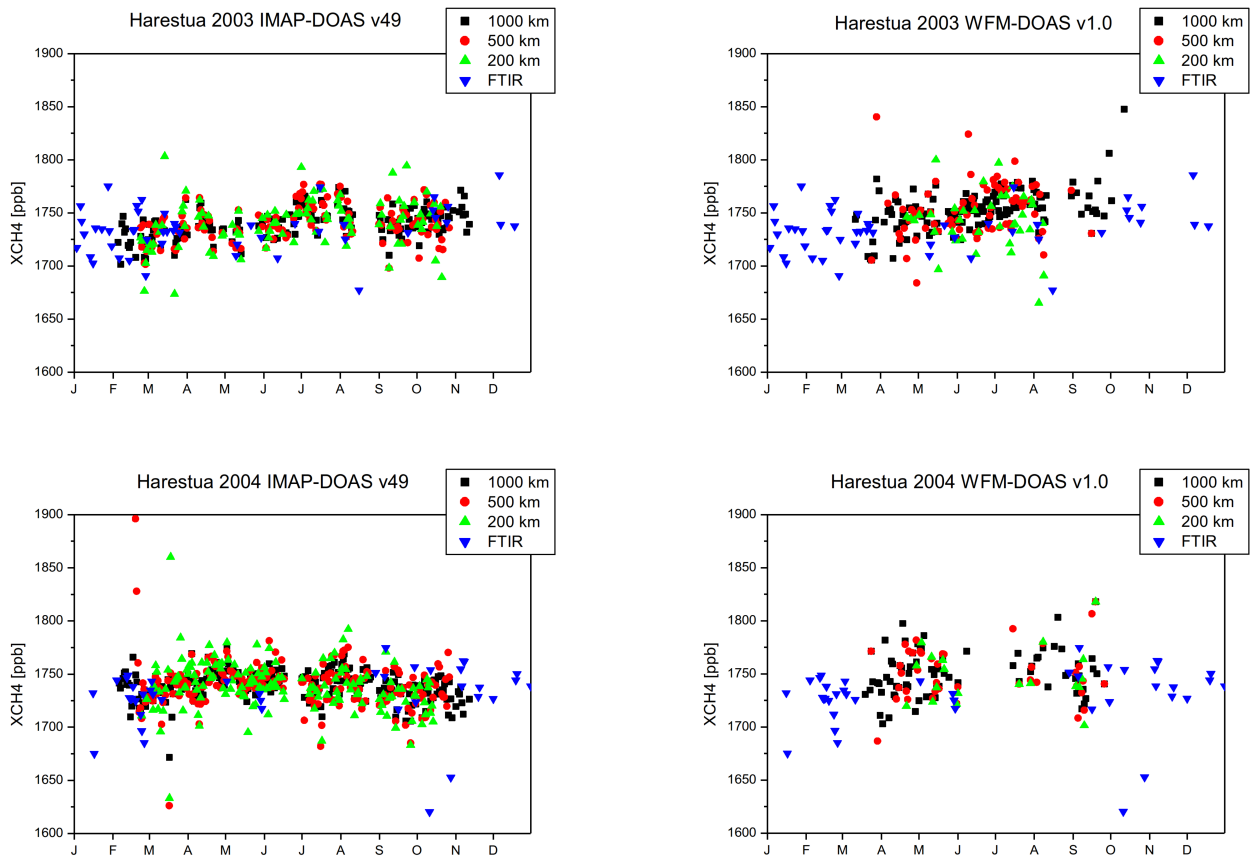 Harestua 2003 IMAP-DOAS v49
1000 km
500 km
200 km
FTIR
XCH4 [ppb]
1900
1850
1800
1750
1700
1650
1600
J F M A M J J A S O N D
Harestua 2003 WFM-DOAS v1.0
1000 km
500 km
200 km
FTIR
XCH4 [ppb]
1900
1850
1800
1750
1700
1650
1600
J F M A M J J A S O N D
Harestua 2004 IMAP-DOAS v49
1000 km
500 km
200 km
FTIR
XCH4 [ppb]
1900
1850
1800
1750
1700
1650
1600
J F M A M J J A S O N D
Harestua 2004 WFM-DOAS v1.0
1000 km
500 km
200 km
FTIR
XCH4 [ppb]
1900
1850
1800
1750
1700
1650
1600
J F M A M J J A S O N D